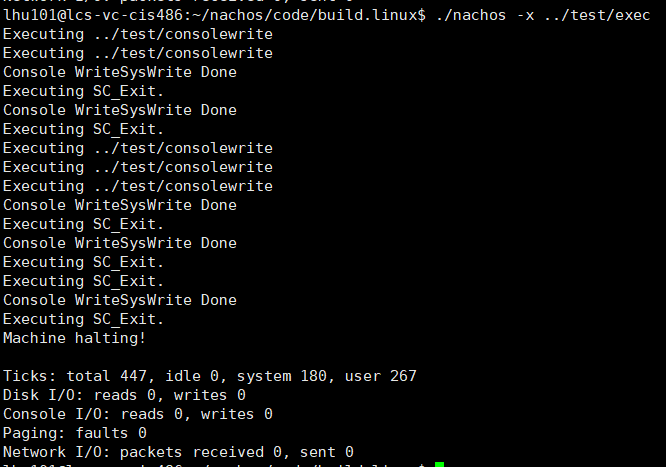 lhu101@lcs-vc-cis486:~/nachos/code/build.linux$ ./nachos -x ../test/exec
Executing ../test/consolewrite
Executing ../test/consolewrite
Console WriteSysWrite Done
Executing SC_Exit.
Console WriteSysWrite Done
Executing SC_Exit.
Executing ../test/consolewrite
Executing ../test/consolewrite
Executing ../test/consolewrite
Console WriteSysWrite Done
Executing SC_Exit.
Console WriteSysWrite Done
Executing SC_Exit.
Executing SC_Exit.
Console WriteSysWrite Done
Executing SC_Exit.
Machine halting!
Ticks: total 447, idle 0, system 180, user 267
Disk I/O: reads 0, writes 0
Console I/O: reads 0, writes 0
Paging: faults 0
Network I/O: packets received 0, sent 0